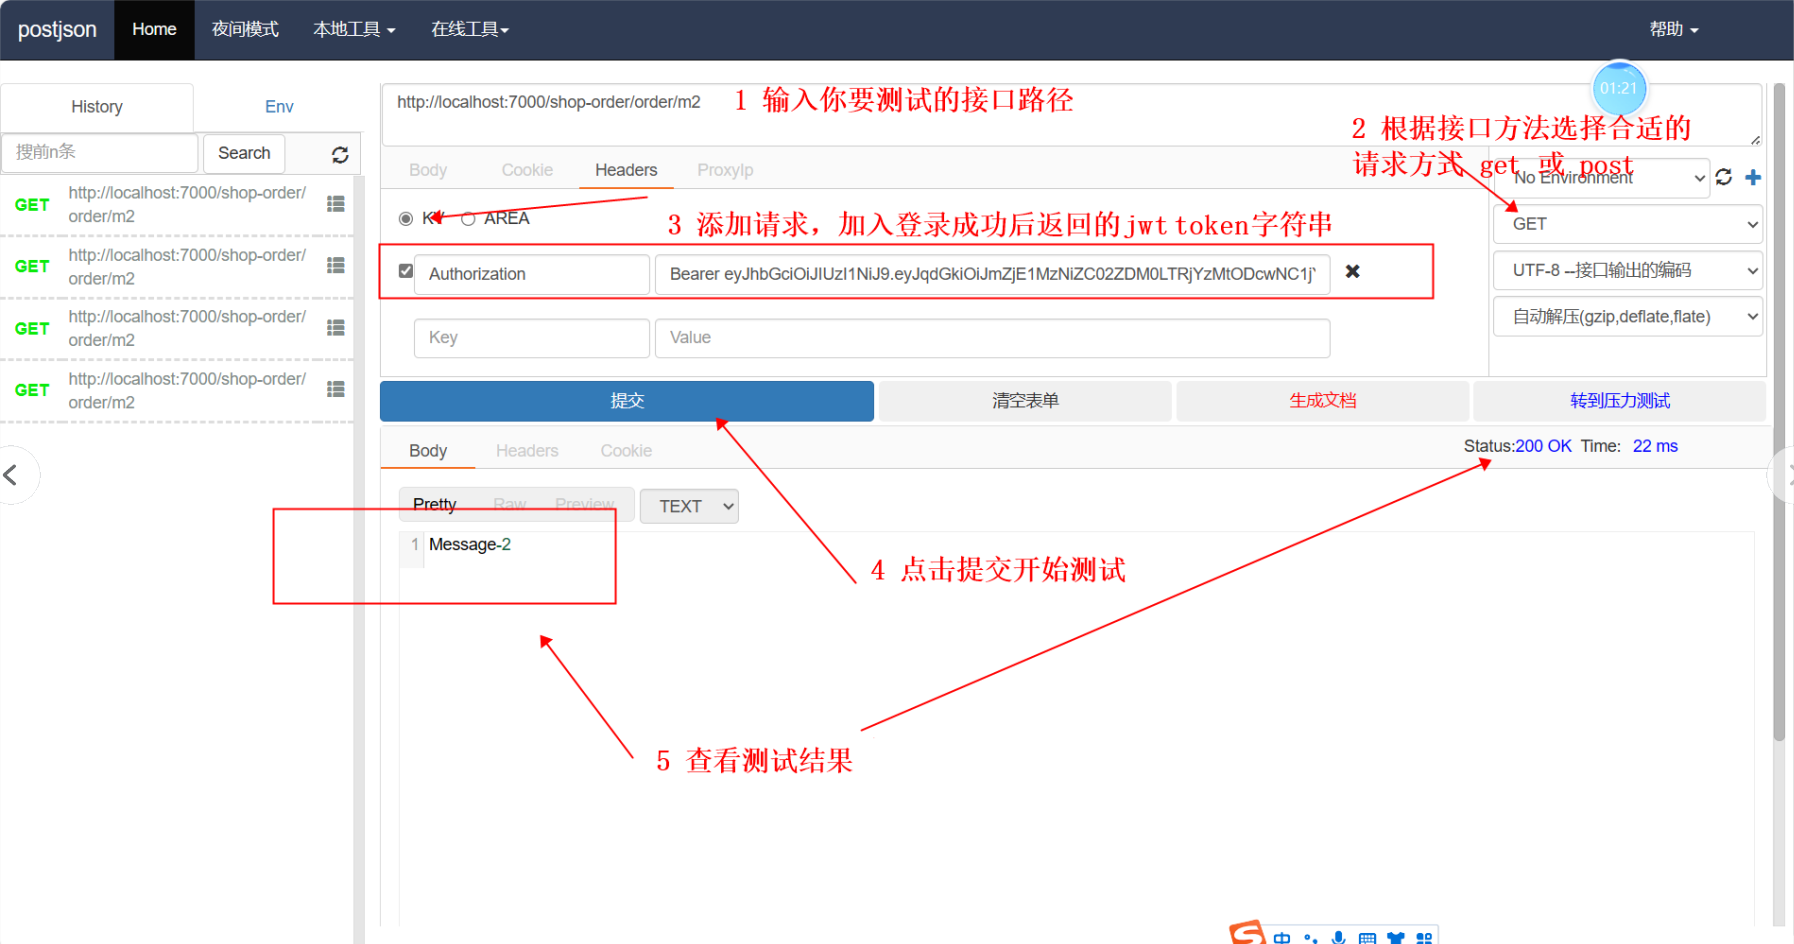 postjson Home 夜间模式 本地工具 在线工具 帮助
History Env
搜前n条 Search
GET http://localhost:7000/shop-order/
order/m2
GET http://localhost:7000/shop-order/
order/m2
GET http://localhost:7000/shop-order/
order/m2
GET http://localhost:7000/shop-order/
order/m2
http://localhost:7000/shop-order/order/m2 1 输入你要测试的接口路径
01:21
2 根据接口方法选择合适的
请求方式 get 或 post
Body Cookie Headers ProxyIp
No Environment
KV AREA
3 添加请求，加入登录成功后返回的jwt token字符串
GET
Authorization Bearer eyJhbGciOiJIUzI1NiJ9.eyJqdGkiOiJmZjE1MzNiZC02ZDM0LTRjYzMtODcwNC1j
UTF-8 --接口输出的编码
Key Value
自动解压(gzip,deflate,flate)
提交 清空表单 生成文档 转到压力测试
Body Headers Cookie
Status:200 OK Time: 22 ms
Pretty Raw Preview TEXT
1 Message-2
4 点击提交开始测试
5 查看测试结果
中